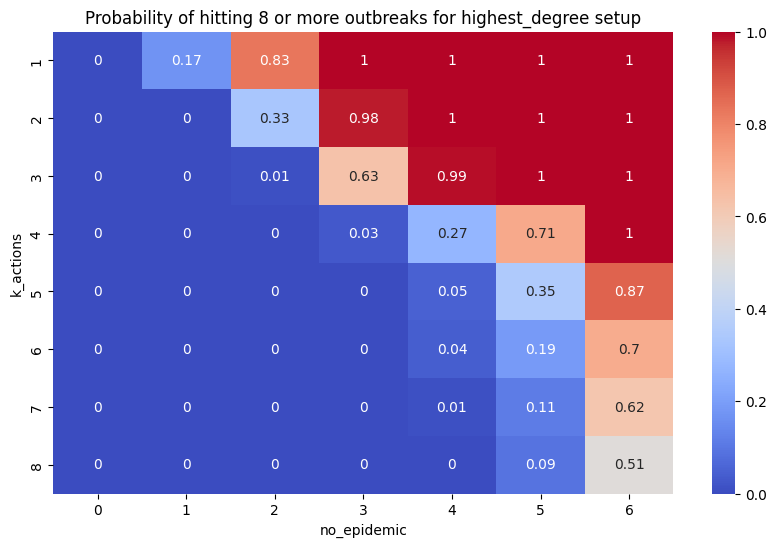 Probability of hitting 8 or more outbreaks for highest_degree setup
k_actions
1 0 0.17 0.83 1 1 1 1
2 0 0 0.33 0.98 1 1 1
3 0 0 0.01 0.63 0.99 1 1
4 0 0 0 0.03 0.27 0.71 1
5 0 0 0 0 0.05 0.35 0.87
6 0 0 0 0 0.04 0.19 0.7
7 0 0 0 0 0.01 0.11 0.62
8 0 0 0 0 0 0.09 0.51
0 1 2 3 4 5 6
no_epidemic
1.0
0.8
0.6
0.4
0.2
0.0